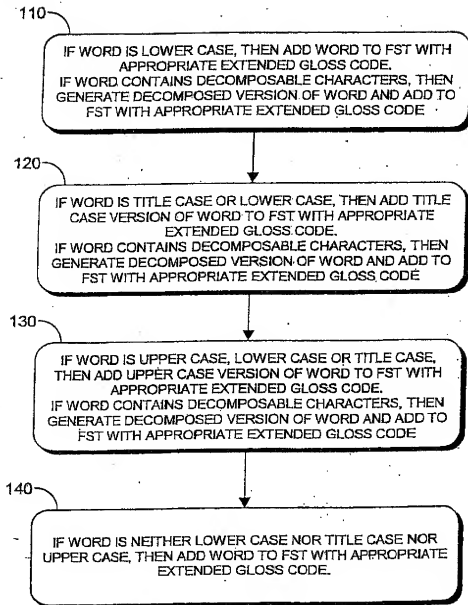 110
IF WORD IS LOWER CASE, THEN ADD WORD TO FST WITH
APPROPRIATE EXTENDED GLOSS CODE.
IF WORD CONTAINS DECOMPOSABLE CHARACTERS, THEN
GENERATE DECOMPOSED VERSION OF WORD AND ADD TO
FST WITH APPROPRIATE EXTENDED GLOSS CODE
120
IF WORD IS TITLE CASE OR LOWER CASE, THEN ADD TITLE
CASE VERSION OF WORD TO FST WITH APPROPRIATE
EXTENDED GLOSS CODE.
IF WORD CONTAINS DECOMPOSABLE CHARACTERS, THEN
GENERATE DECOMPOSED VERSION OF WORD AND ADD TO
FST WITH APPROPRIATE EXTENDED GLOSS CODE
130
IF WORD IS UPPER CASE, LOWER CASE OR TITLE CASE,
THEN ADD UPPER CASE VERSION OF WORD TO FST WITH
APPROPRIATE EXTENDED GLOSS CODE.
IF WORD CONTAINS DECOMPOSABLE CHARACTERS, THEN
GENERATE DECOMPOSED VERSION OF WORD AND ADD TO
FST WITH APPROPRIATE EXTENDED GLOSS CODE
140
IF WORD IS NEITHER LOWER CASE NOR TITLE CASE NOR
UPPER CASE, THEN ADD WORD TO FST WITH APPROPRIATE
EXTENDED GLOSS CODE.